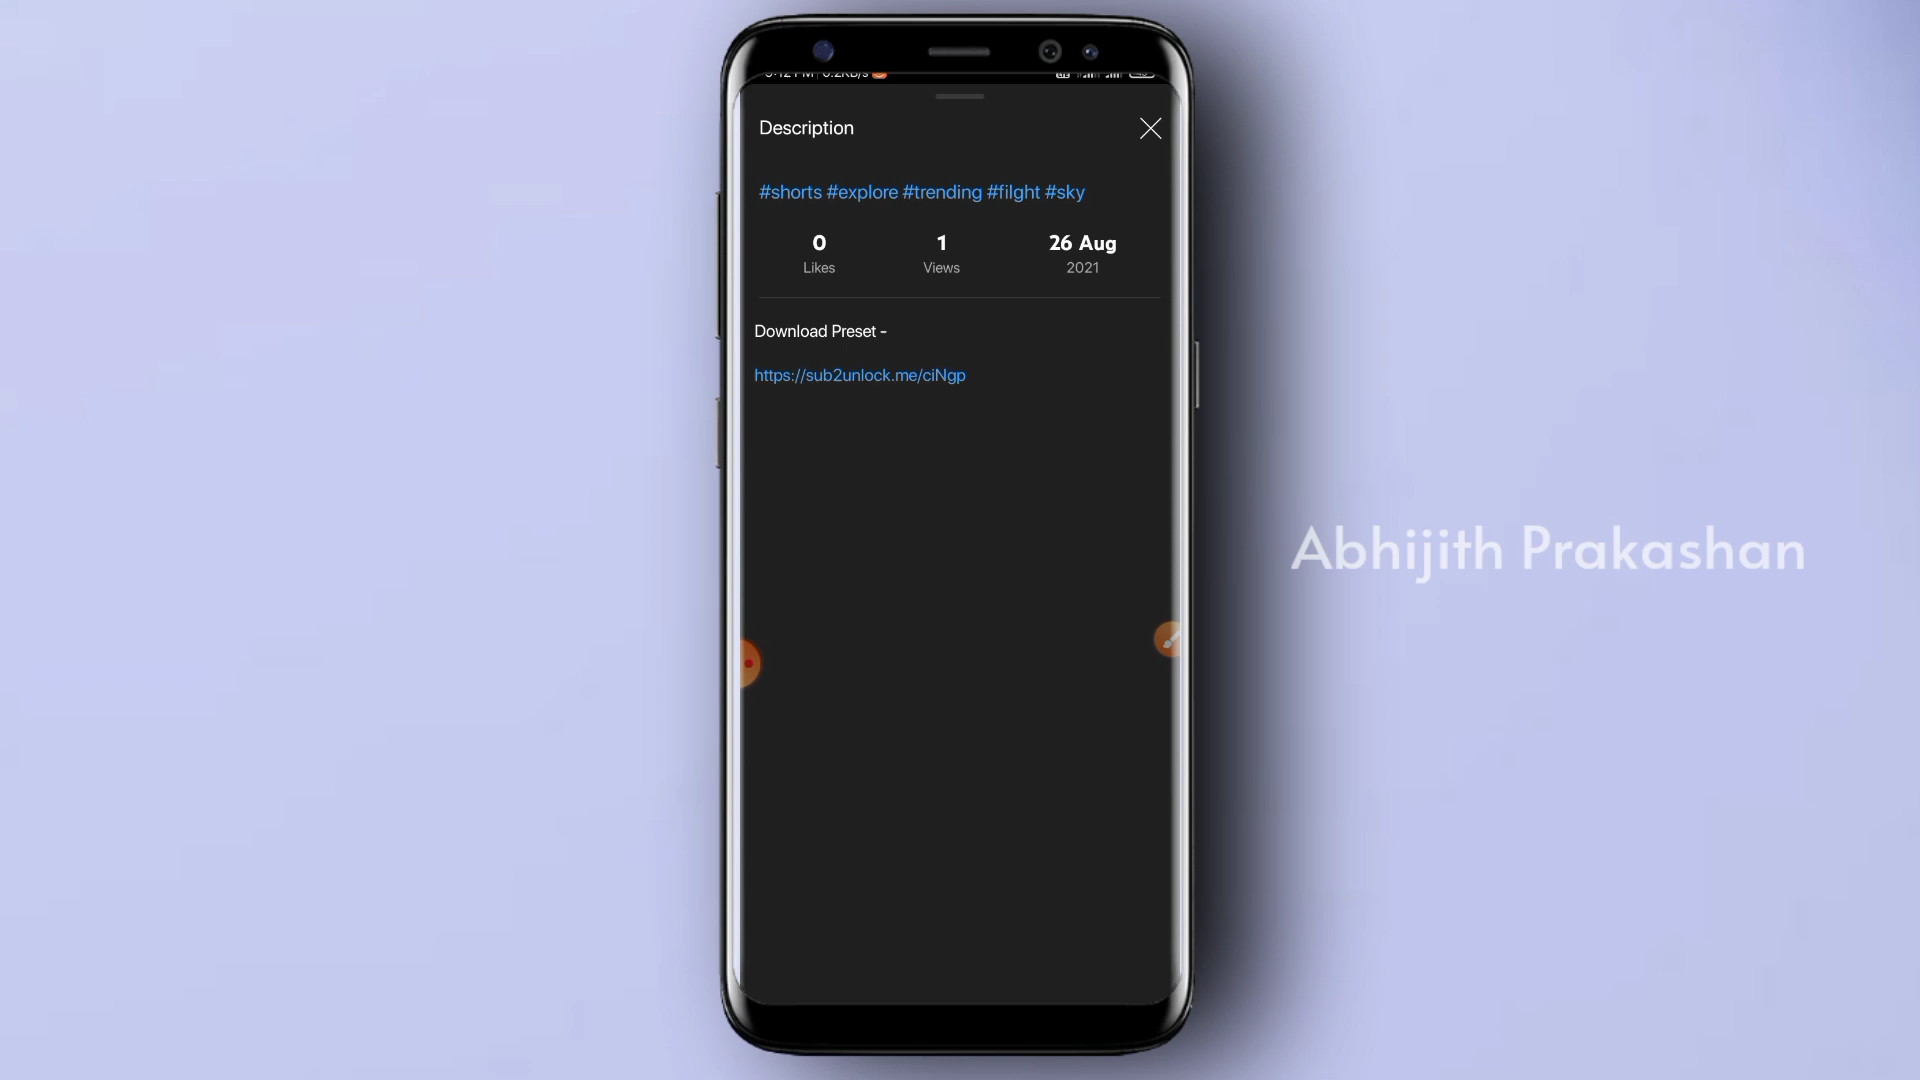 Description
#shorts #explore #trending #filght #sky
0 1 26 Aug
Likes Views 2021
Download Preset -
https://sub2unlock.me/ciNgp
Abhijith Prakashan